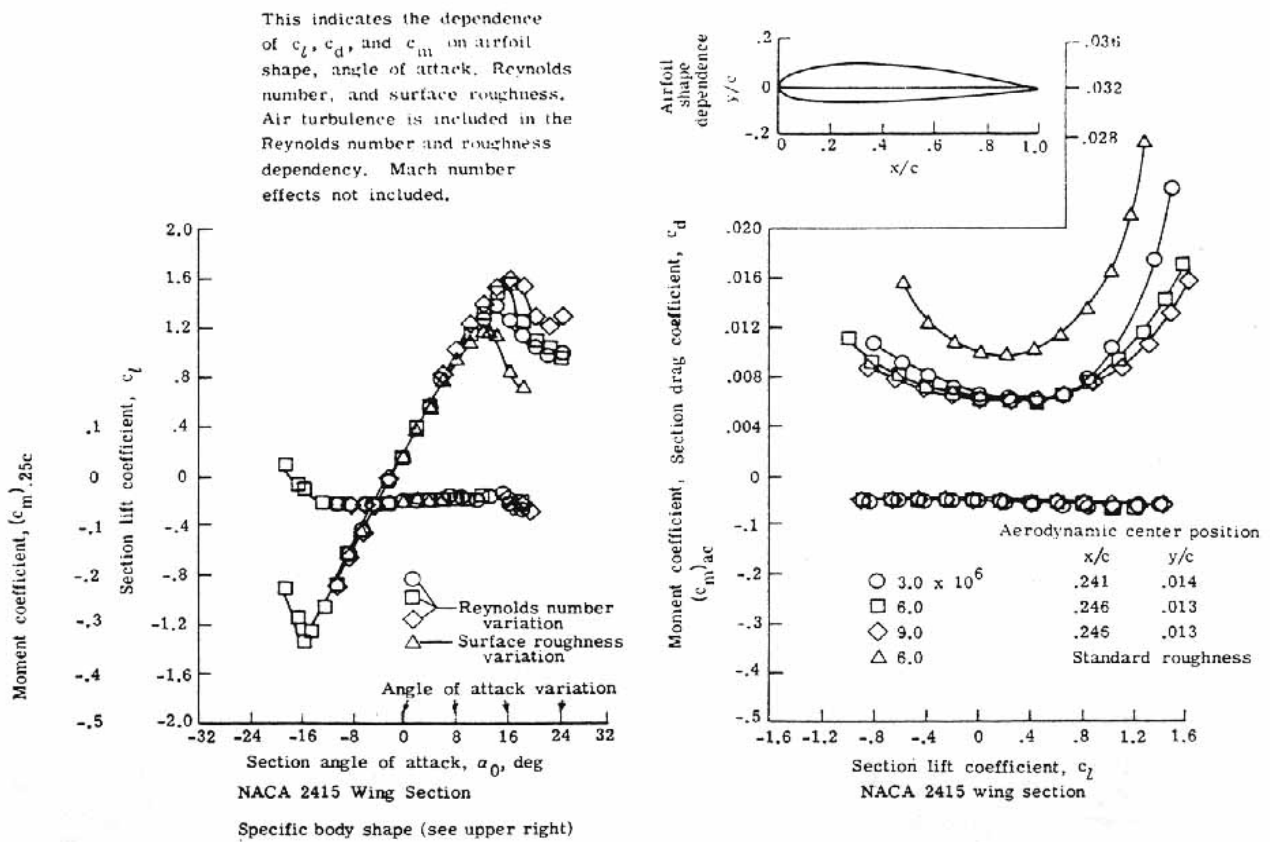 This indicates the dependence
of c_l, c_d, and c_m on airfoil
shape, angle of attack. Reynolds
number, and surface roughness.
Air turbulence is included in the
Reynolds number and roughness
dependency. Mach number
effects not included.
Airfoil
shape
dependence
y/c
.2
0
-.2
0
.2
.4
.6
.8
1.0
x/c
.036
.032
.028
Moment coefficient, (c_m).25c
.1
0
-.1
-.2
-.3
-.4
-.5
Section lift coefficient, c_l
2.0
1.6
1.2
.8
.4
0
-.4
-.8
-1.2
-1.6
-2.0
Reynolds number
variation
Surface roughness
variation
Angle of attack variation
-32
-24
-16
-8
0
8
16
24
32
Section angle of attack, α0, deg
NACA 2415 Wing Section
Specific body shape (see upper right)
Moment coefficient, Section drag coefficient, c_d
(c_m)ac
.020
.016
.012
.008
.004
0
-.1
-.2
-.3
-.4
-.5
Aerodynamic center position
x/c y/c
3.0 x 10^6 .241 .014
6.0 .246 .013
9.0 .246 .013
6.0 Standard roughness
-1.6
-1.2
-.8
-.4
0
.4
.8
1.2
1.6
Section lift coefficient, c_l
NACA 2415 wing section